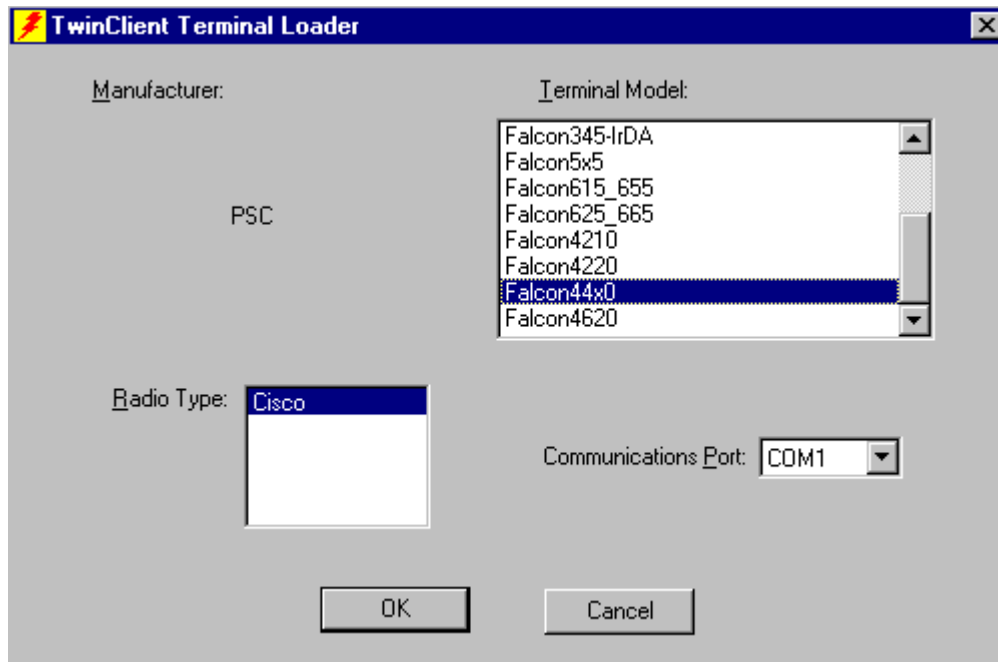 TwinClient Terminal Loader
Manufacturer:
Terminal Model:
PSC
Falcon345-IrDA
Falcon5x5
Falcon615_655
Falcon625_665
Falcon4210
Falcon4220
Falcon44x0
Falcon4620
Radio Type:
Cisco
Communications Port:
COM1
OK
Cancel